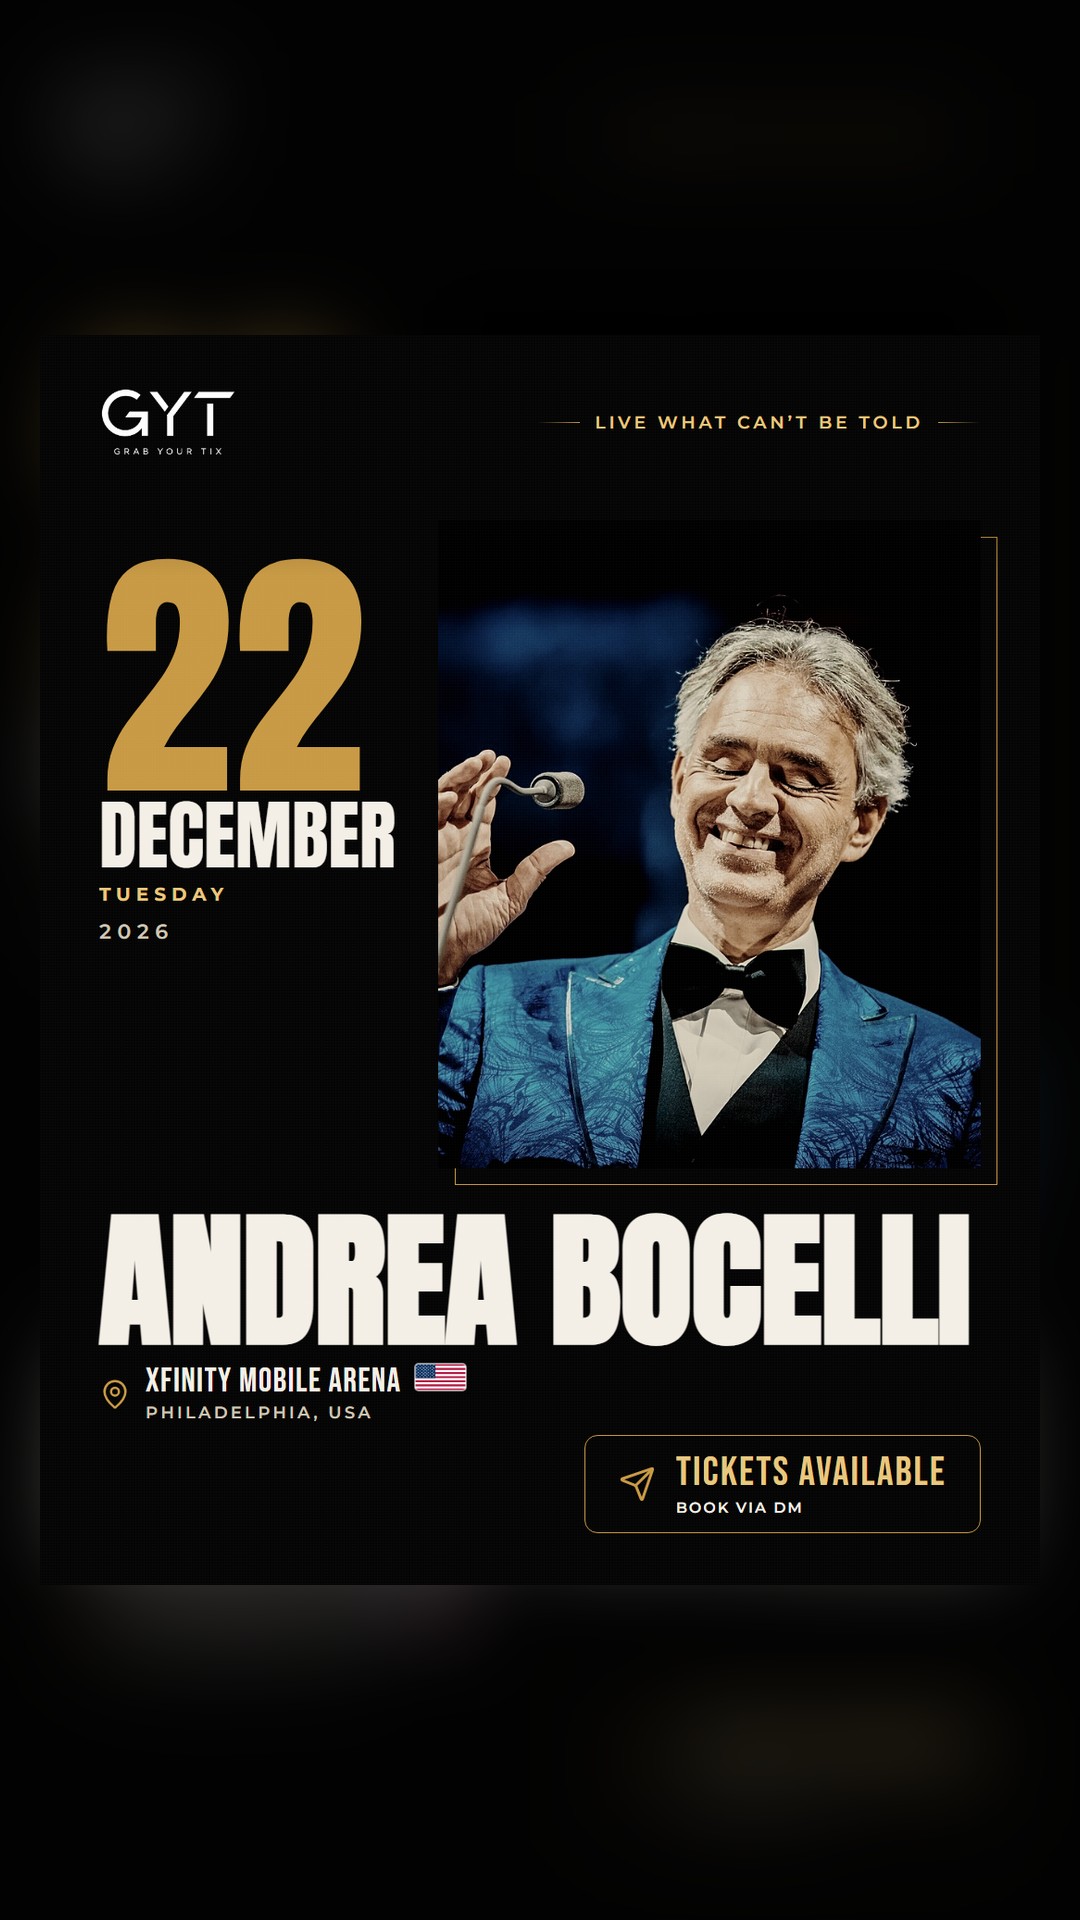 GYT
GRAB YOUR TIX
LIVE WHAT CAN’T BE TOLD
22
DECEMBER
TUESDAY
2026
ANDREA BOCELLI
XFINITY MOBILE ARENA
PHILADELPHIA, USA
TICKETS AVAILABLE
BOOK VIA DM